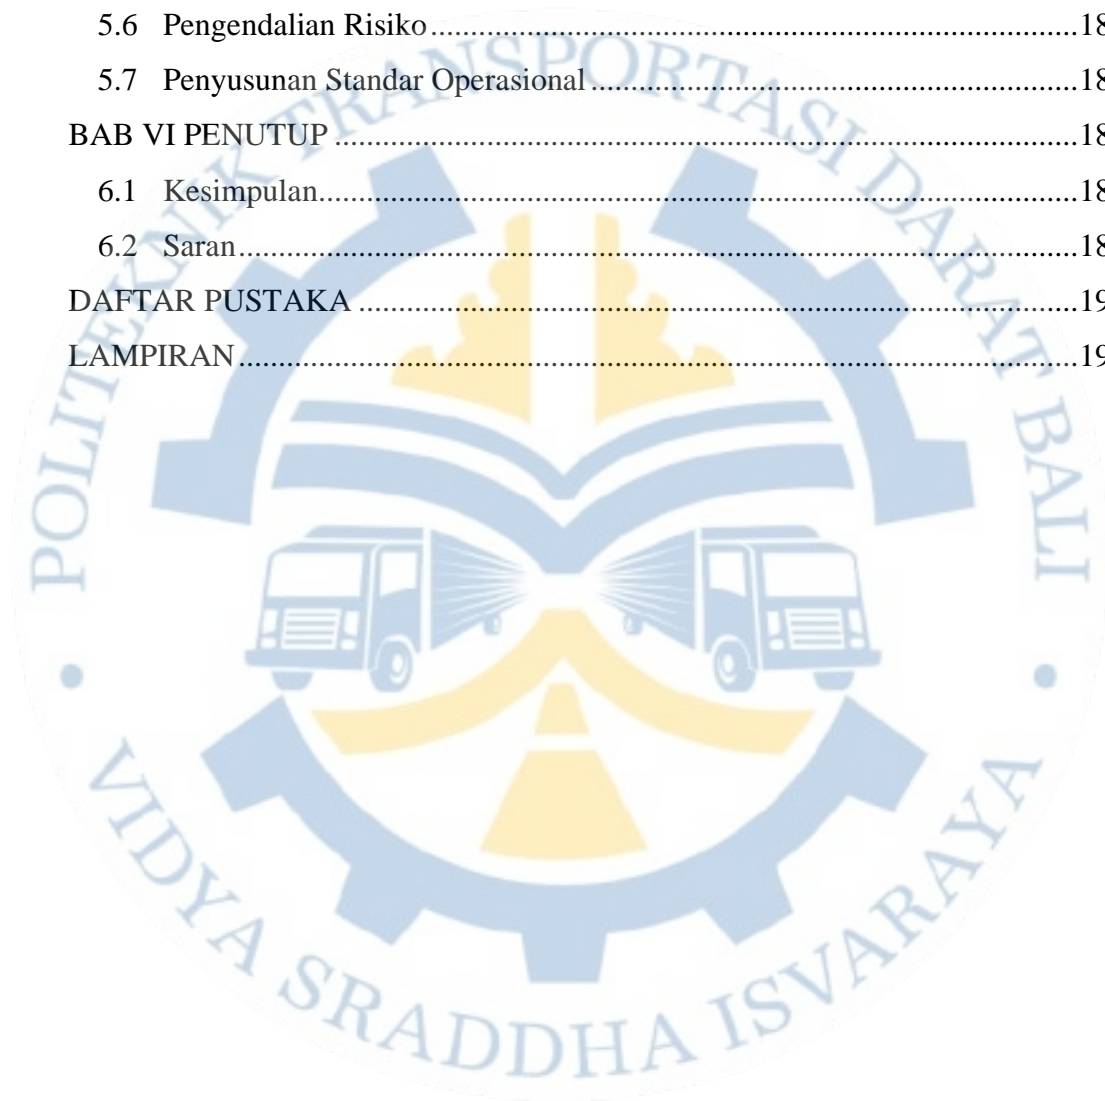 5.6 Pengendalian Risiko..........18
5.7 Penyusunan Standar Operasional..........18
BAB VI PENUTUP..........18
6.1 Kesimpulan..........18
6.2 Saran..........18
DAFTAR PUSTAKA..........19
LAMPIRAN..........19
POLITEKNIK TRANSPORTASI DARAT BALI
VIDYA SRADDHA ISVARAYA